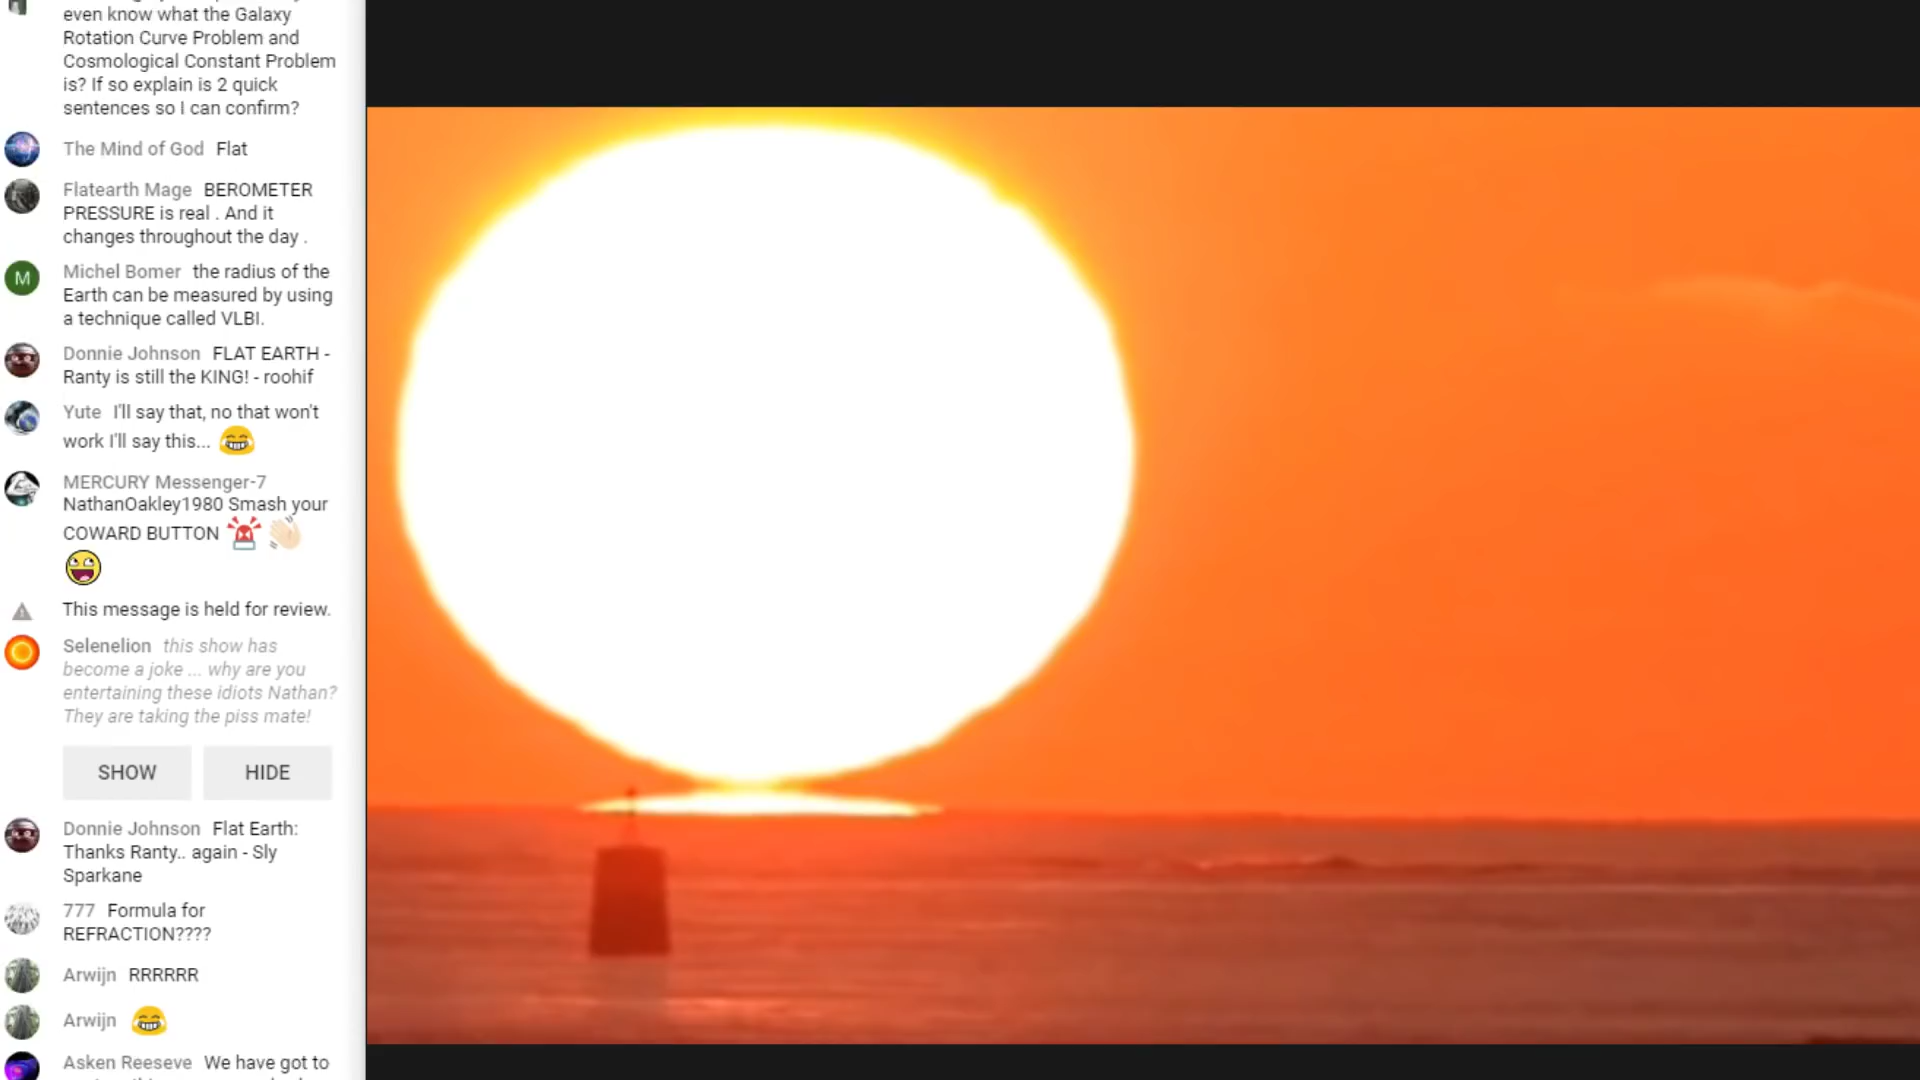 even know what the Galaxy
Rotation Curve Problem and
Cosmological Constant Problem
is? If so explain is 2 quick
sentences so I can confirm?
The Mind of God Flat
Flatearth Mage BEROMETER
PRESSURE is real . And it
changes throughout the day .
M
Michel Bomer the radius of the
Earth can be measured by using
a technique called VLBI.
Donnie Johnson FLAT EARTH -
Ranty is still the KING! - roohif
Yute I'll say that, no that won't
work I'll say this... 😂
MERCURY Messenger-7
NathanOakley1980 Smash your
COWARD BUTTON
This message is held for review.
Selenelion this show has
become a joke ... why are you
entertaining these idiots Nathan?
They are taking the piss mate!
SHOW HIDE
Donnie Johnson Flat Earth:
Thanks Ranty.. again - Sly
Sparkane
777 Formula for
REFRACTION????
Arwijn RRRRRR
Arwijn 😂
Asken Reeseve We have got to